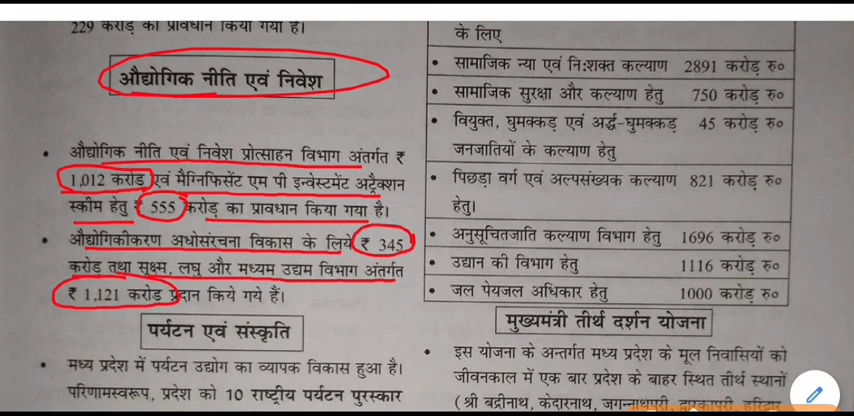 229 करोड़ का प्रावधान किया गया है।
औद्योगिक नीति एवं निवेश
• औद्योगिक नीति एवं निवेश प्रोत्साहन विभाग अंतर्गत ₹
1,012 करोड़ एवं मैग्निफिसेंट एम पी इन्वेस्टमेंट अट्रैक्शन
स्कीम हेतु ₹ 555 करोड़ का प्रावधान किया गया है।
• औद्योगिकीकरण अधोसंरचना विकास के लिये ₹ 345
करोड़ तथा सूक्ष्म, लघु और मध्यम उद्यम विभाग अंतर्गत
₹ 1,121 करोड़ प्रदान किये गये हैं।
पर्यटन एवं संस्कृति
• मध्य प्रदेश में पर्यटन उद्योग का व्यापक विकास हुआ है।
परिणामस्वरूप, प्रदेश को 10 राष्ट्रीय पर्यटन पुरस्कार
के लिए
• सामाजिक न्या एवं नि:शक्त कल्याण 2891 करोड़ रु०
• सामाजिक सुरक्षा और कल्याण हेतु 750 करोड़ रु०
• वियुक्त, घुमक्कड़ एवं अर्द्ध-घुमक्कड़ 45 करोड़ रु०
जनजातियों के कल्याण हेतु
• पिछड़ा वर्ग एवं अल्पसंख्यक कल्याण 821 करोड़ रु०
हेतु।
• अनुसूचितजाति कल्याण विभाग हेतु 1696 करोड़ रु०
• उद्यान की विभाग हेतु 1116 करोड़ रु०
• जल पेयजल अधिकार हेतु 1000 करोड़ रु०
मुख्यमंत्री तीर्थ दर्शन योजना
• इस योजना के अन्तर्गत मध्य प्रदेश के मूल निवासियों को
जीवनकाल में एक बार प्रदेश के बाहर स्थित तीर्थ स्थानों
(श्री बद्रीनाथ, केदारनाथ, जगन्नाथपुरी, द्वारकापुरी, हरिद्वार